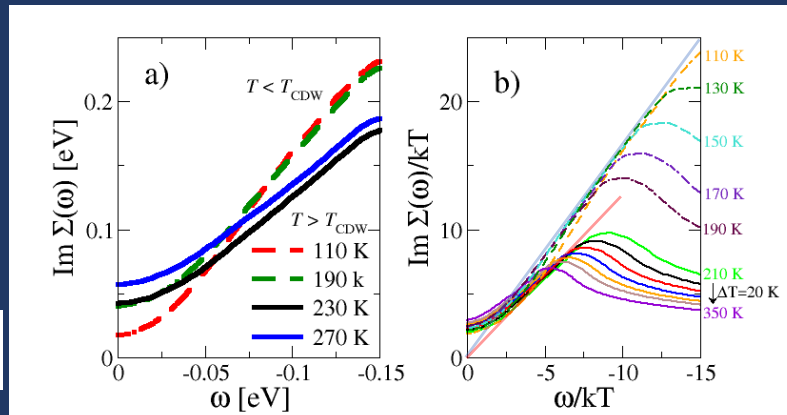 a)
T < T_CDW
T > T_CDW
110 K
190 k
230 K
270 K
0.2
0.1
0
Im Σ(ω) [eV]
0 -0.05 -0.1 -0.15
ω [eV]
b)
110 K
130 K
150 K
170 K
190 K
210 K
ΔT=20 K
350 K
20
10
0
Im Σ(ω)/kT
0 -5 -10 -15
ω/kT